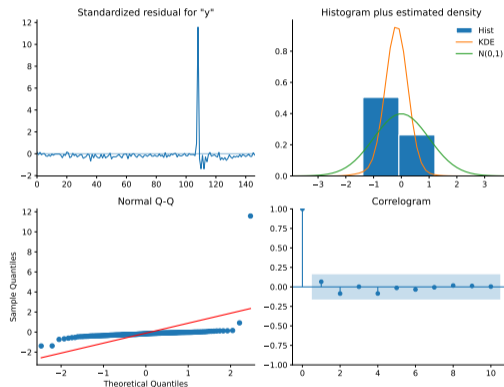 Standardized residual for "y"
12
10
8
6
4
2
0
−2
0 20 40 60 80 100 120 140
Histogram plus estimated density
Hist
KDE
N(0,1)
0.8
0.6
0.4
0.2
0.0
−3 −2 −1 0 1 2 3
Normal Q-Q
Sample Quantiles
12
10
8
6
4
2
0
−2
−2 −1 0 1 2
Theoretical Quantiles
Correlogram
1.00
0.75
0.50
0.25
0.00
−0.25
−0.50
−0.75
−1.00
0 2 4 6 8 10